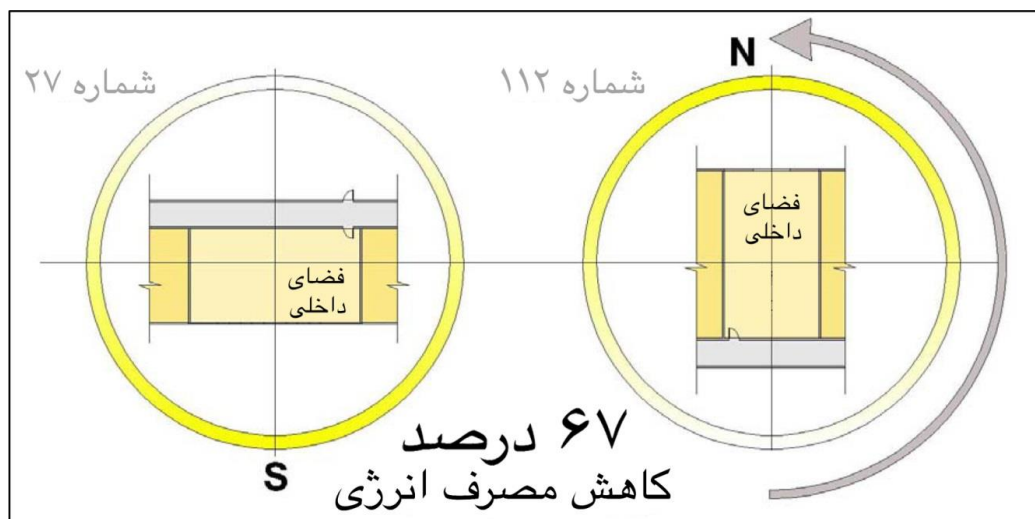 N
شماره ۱۱۲
شماره ۲۷
فضای
داخلی
فضای
داخلی
S
۶۷ درصد
کاهش مصرف انرژی